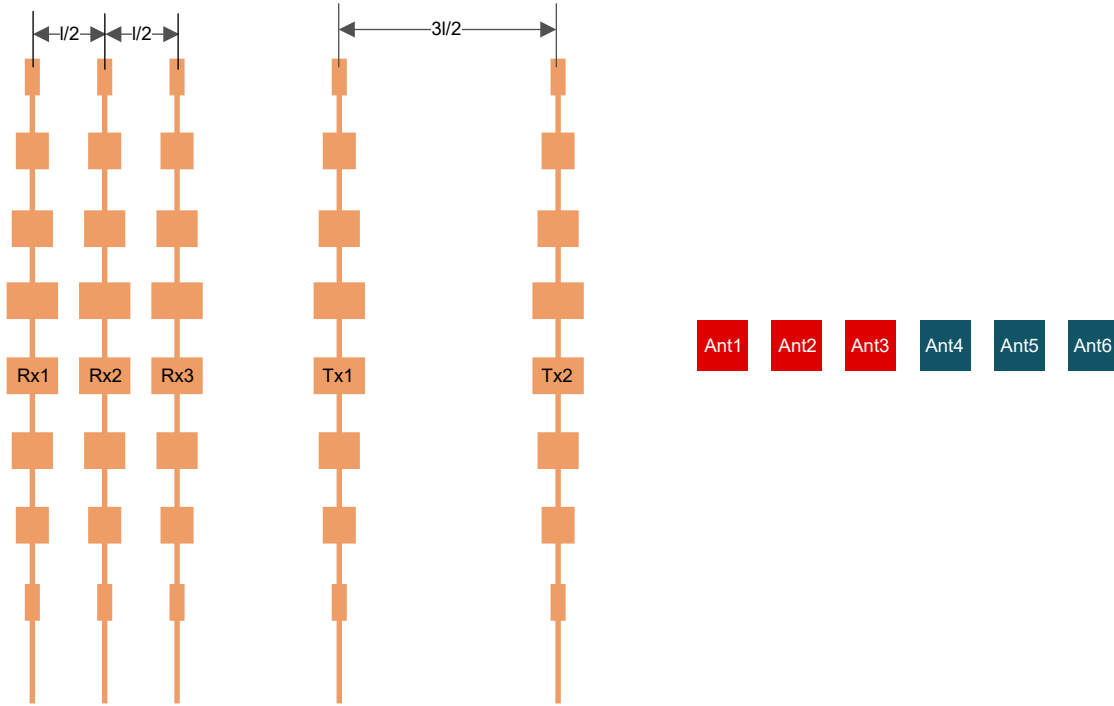 l/2
l/2
3l/2
Rx1
Rx2
Rx3
Tx1
Tx2
Ant1
Ant2
Ant3
Ant4
Ant5
Ant6